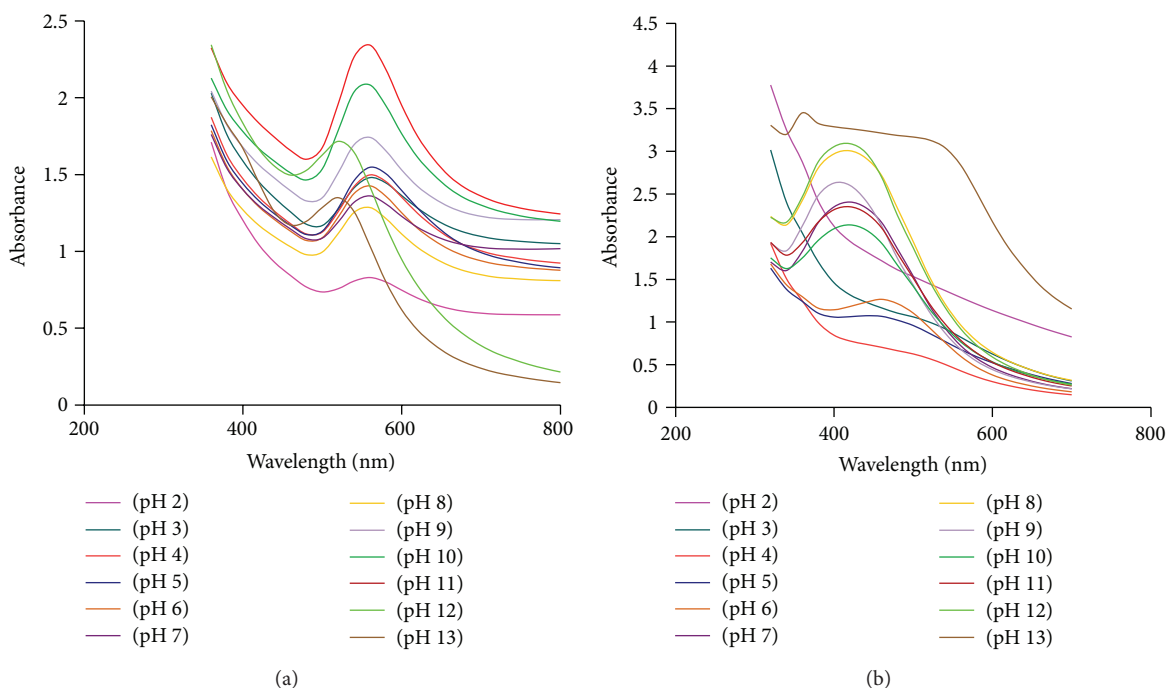 2.5
2
1.5
1
0.5
0
200
400
600
800
Absorbance
Wavelength (nm)
(pH 2)
(pH 3)
(pH 4)
(pH 5)
(pH 6)
(pH 7)
(pH 8)
(pH 9)
(pH 10)
(pH 11)
(pH 12)
(pH 13)
(a)
4.5
4
3.5
3
2.5
2
1.5
1
0.5
0
200
400
600
800
Absorbance
Wavelength (nm)
(pH 2)
(pH 3)
(pH 4)
(pH 5)
(pH 6)
(pH 7)
(pH 8)
(pH 9)
(pH 10)
(pH 11)
(pH 12)
(pH 13)
(b)